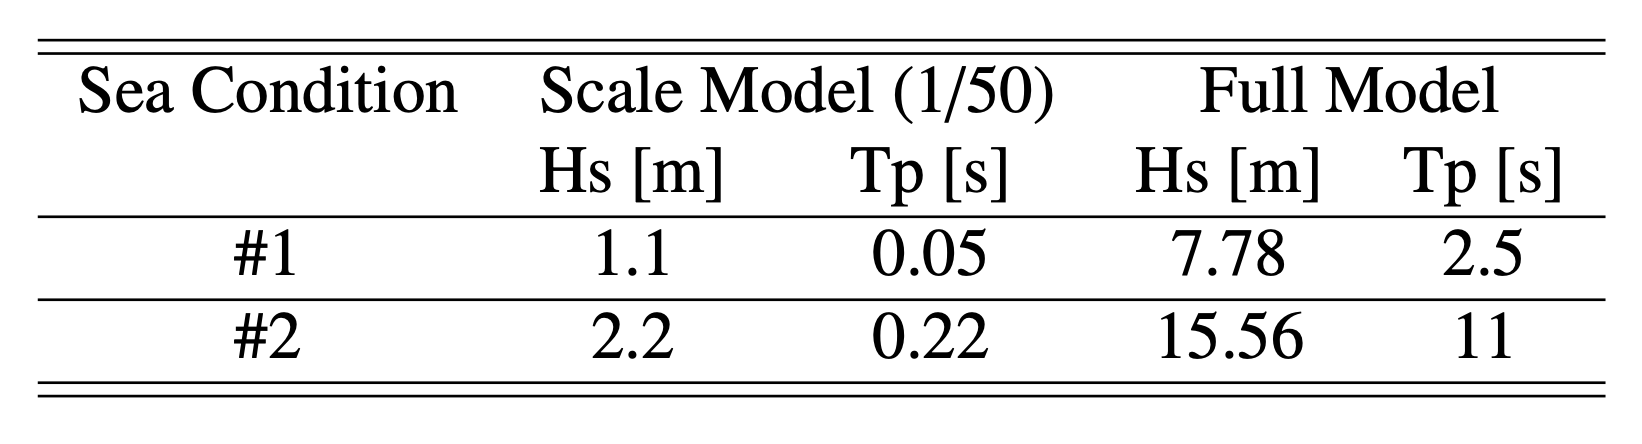 Sea Condition Scale Model (1/50) Full Model
Hs [m] Tp [s] Hs [m] Tp [s]
#1 1.1 0.05 7.78 2.5
#2 2.2 0.22 15.56 11